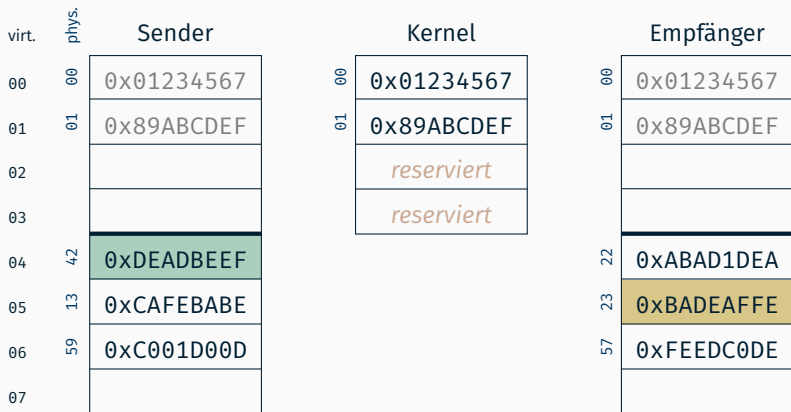 virt. phys. Sender Kernel Empfänger
00 00 0x01234567 00 0x01234567 00 0x01234567
01 01 0x89ABCDEF 01 0x89ABCDEF 01 0x89ABCDEF
02 reserviert
03 reserviert
04 42 0xDEADBEEF 22 0xABAD1DEA
05 13 0xCAFEBABE 23 0xBADEAFFE
06 59 0xC001D00D 57 0xFEEDC0DE
07